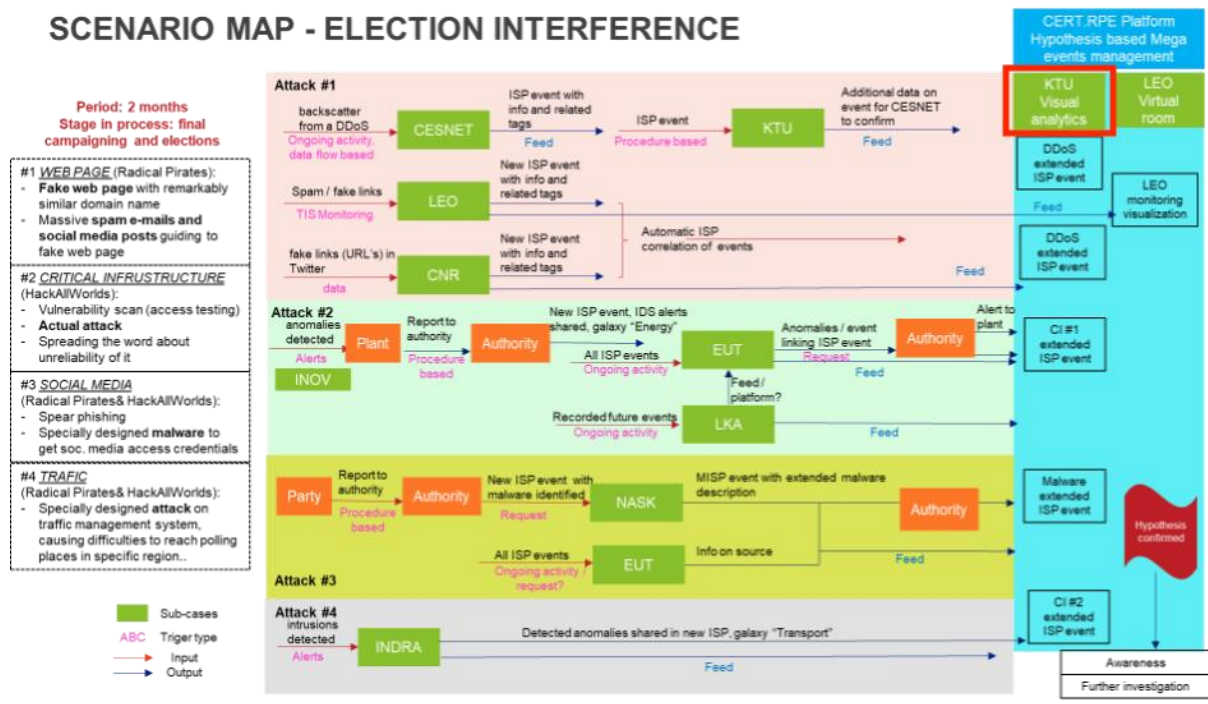 SCENARIO MAP - ELECTION INTERFERENCE
CERT.RPE Platform
Hypothesis based Mega
events management
KTU
Visual
analytics
LEO
Virtual
room
Period: 2 months
Stage in process: final
campaigning and elections
#1 WEB PAGE (Radical Pirates):
- Fake web page with remarkably
similar domain name
- Massive spam e-mails and
social media posts guiding to
fake web page
#2 CRITICAL INFRUSTRUCTURE
(HackAllWorlds):
- Vulnerability scan (access testing)
- Actual attack
- Spreading the word about
unreliability of it
#3 SOCIAL MEDIA
(Radical Pirates& HackAllWorlds):
- Spear phishing
- Specially designed malware to
get soc. media access credentials
#4 TRAFIC
(Radical Pirates& HackAllWorlds):
- Specially designed attack on
traffic management system,
causing difficulties to reach polling
places in specific region..
Sub-cases
ABC Triger type
Input
Output
Attack #1
backscatter
from a DDoS
Ongoing activity,
data flow based
CESNET
ISP event with
info and related
tags
Feed
ISP event
Procedure based
KTU
Additional data on
event for CESNET
to confirm
Feed
Spam / fake links
TIS Monitoring
LEO
New ISP event
with info and
related tags
Feed
fake links (URL's) in
Twitter
data
CNR
New ISP event
with info and
related tags
Automatic ISP
correlation of events
Feed
DDoS
extended
ISP event
LEO
monitoring
visualization
DDoS
extended
ISP event
Attack #2
anomalies
detected
Alerts
INOV
Plant
Report to
authority
Procedure
based
Authority
New ISP event, IDS alerts
shared, galaxy "Energy"
All ISP events
Ongoing activity
EUT
Anomalies / event
linking ISP event
Request
Feed
Authority
Alert to
plant
CI #1
extended
ISP event
Feed /
platform?
Recorded future events
Ongoing activity
LKA
Feed
Party
Report to
authority
Procedure
based
Authority
New ISP event with
malware identified
Request
NASK
MISP event with extended malware
description
Authority
Malware
extended
ISP event
All ISP events
Ongoing activity /
request?
EUT
Info on source
Feed
Attack #3
Hypothesis
confirmed
Attack #4
intrusions
detected
Alerts
INDRA
Detected anomalies shared in new ISP, galaxy "Transport"
Feed
CI #2
extended
ISP event
Awareness
Further investigation